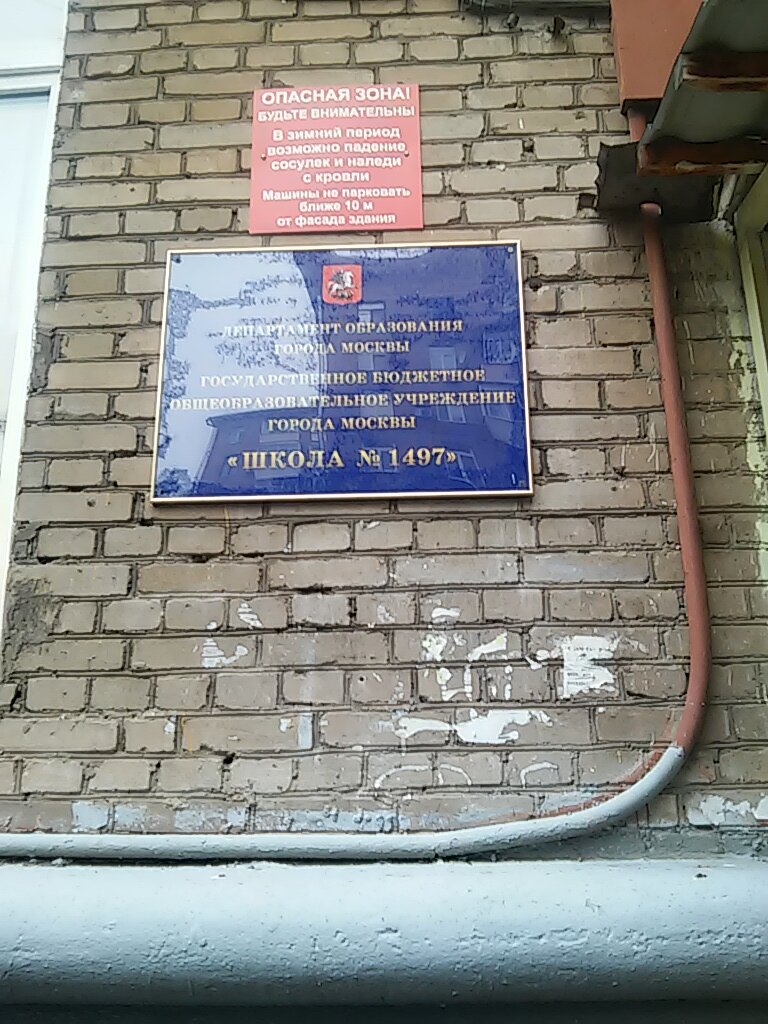 ОПАСНАЯ ЗОНА!
БУДЬТЕ ВНИМАТЕЛЬНЫ
В зимний период
возможно падение
сосулек и наледи
с кровли
Машины не парковать
ближе 10 м
от фасада здания
ДЕПАРТАМЕНТ ОБРАЗОВАНИЯ
ГОРОДА МОСКВЫ
ГОСУДАРСТВЕННОЕ БЮДЖЕТНОЕ
ОБЩЕОБРАЗОВАТЕЛЬНОЕ УЧРЕЖДЕНИЕ
ГОРОДА МОСКВЫ
«ШКОЛА № 1497»